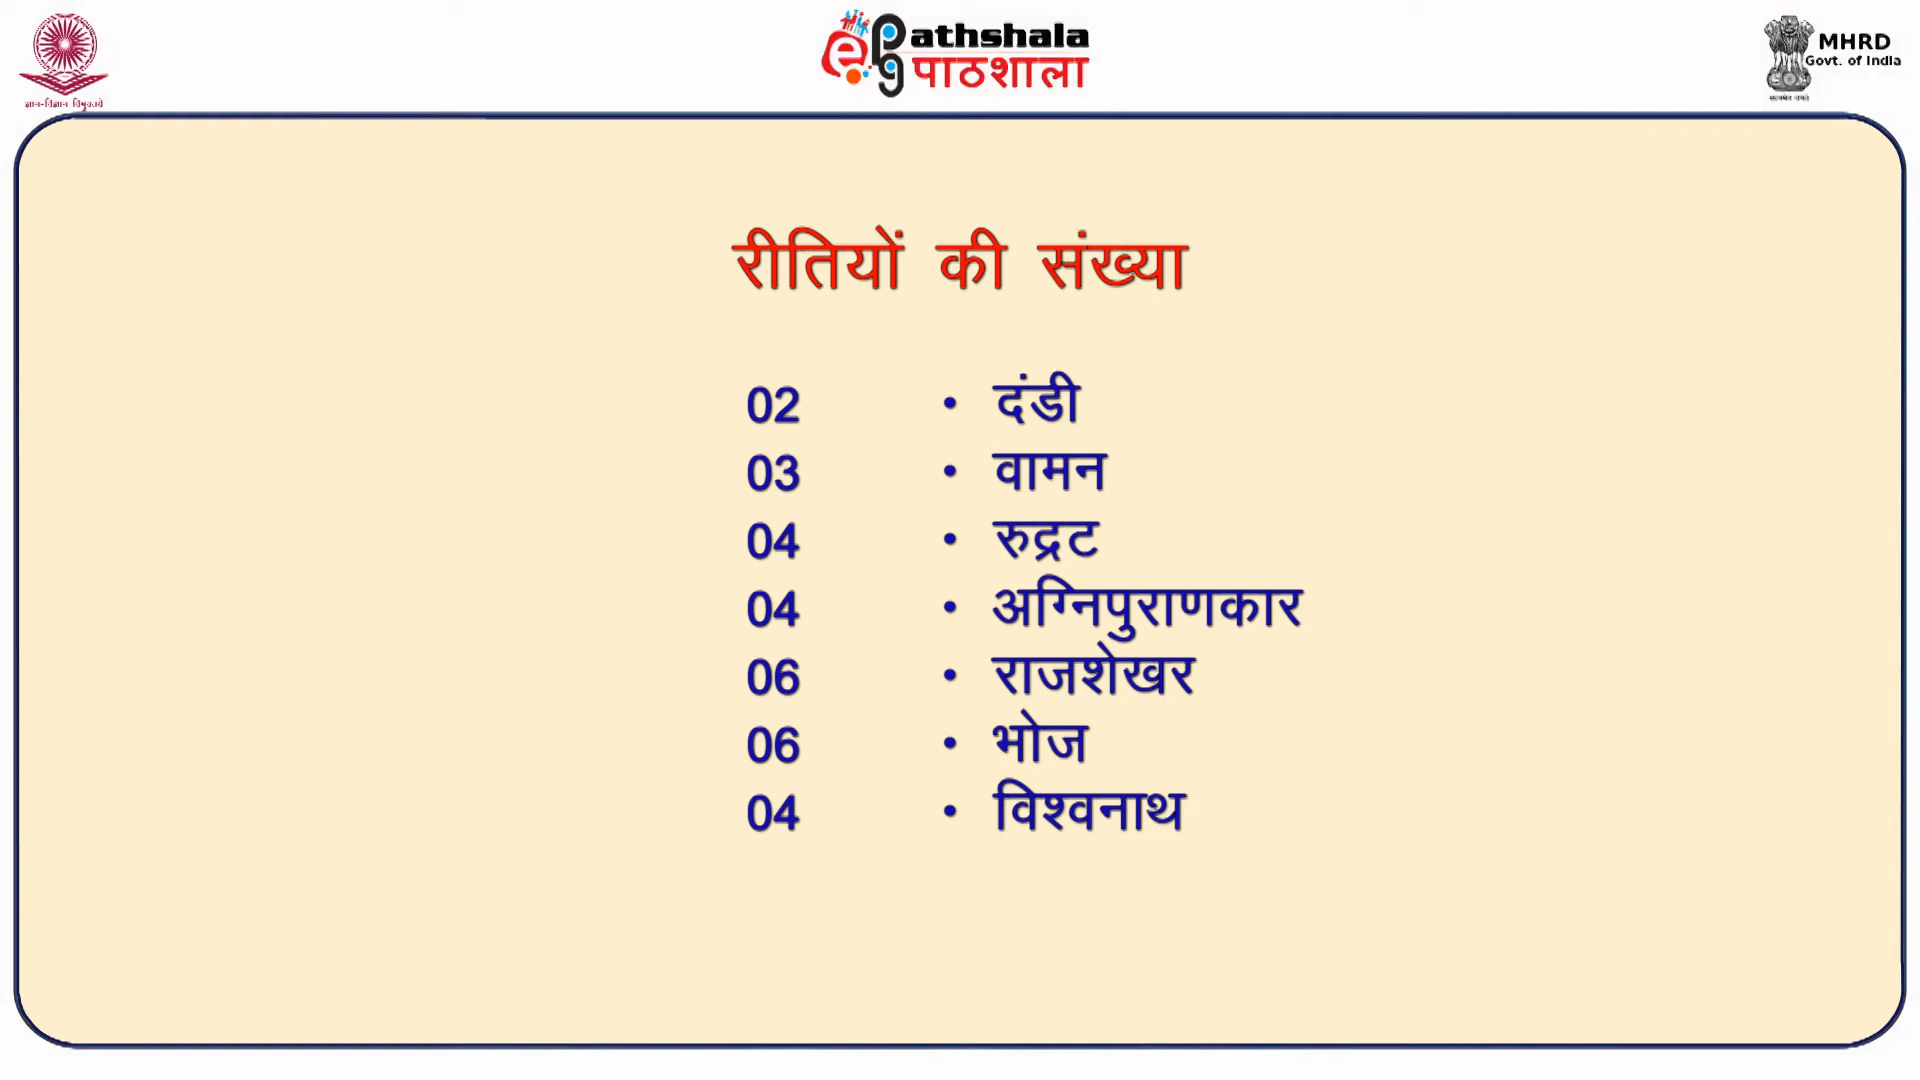 ePathshala
पाठशाला
MHRD
Govt. of India
रीतियों की संख्या
02 • दंडी
03 • वामन
04 • रुद्रट
04 • अग्निपुराणकार
06 • राजशेखर
06 • भोज
04 • विश्वनाथ